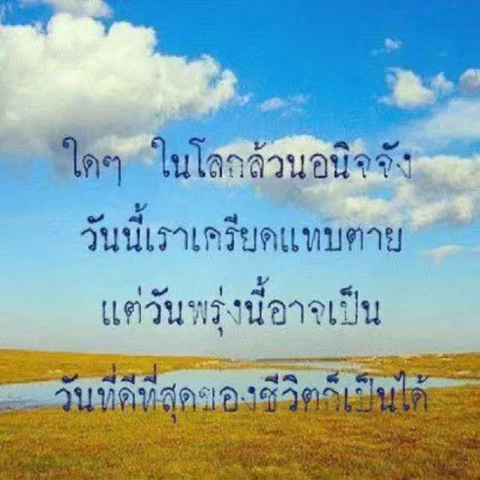 ใดๆ ในโลกล้วนอนิจจัง
วันนี้เราเครียดแทบตาย
แต่วันพรุ่งนี้อาจเป็น
วันที่ดีที่สุดของชีวิตก็เป็นได้